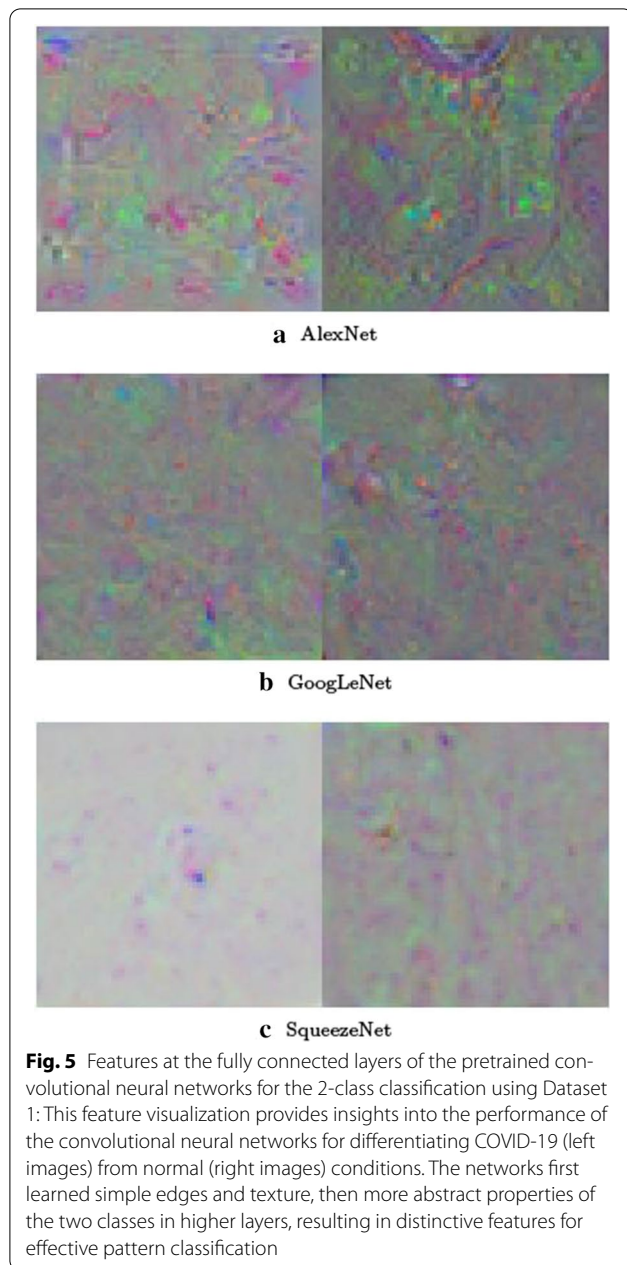 a AlexNet
b GoogLeNet
c SqueezeNet
Fig. 5 Features at the fully connected layers of the pretrained con-
volutional neural networks for the 2-class classification using Dataset
1: This feature visualization provides insights into the performance of
the convolutional neural networks for differentiating COVID-19 (left
images) from normal (right images) conditions. The networks first
learned simple edges and texture, then more abstract properties of
the two classes in higher layers, resulting in distinctive features for
effective pattern classification